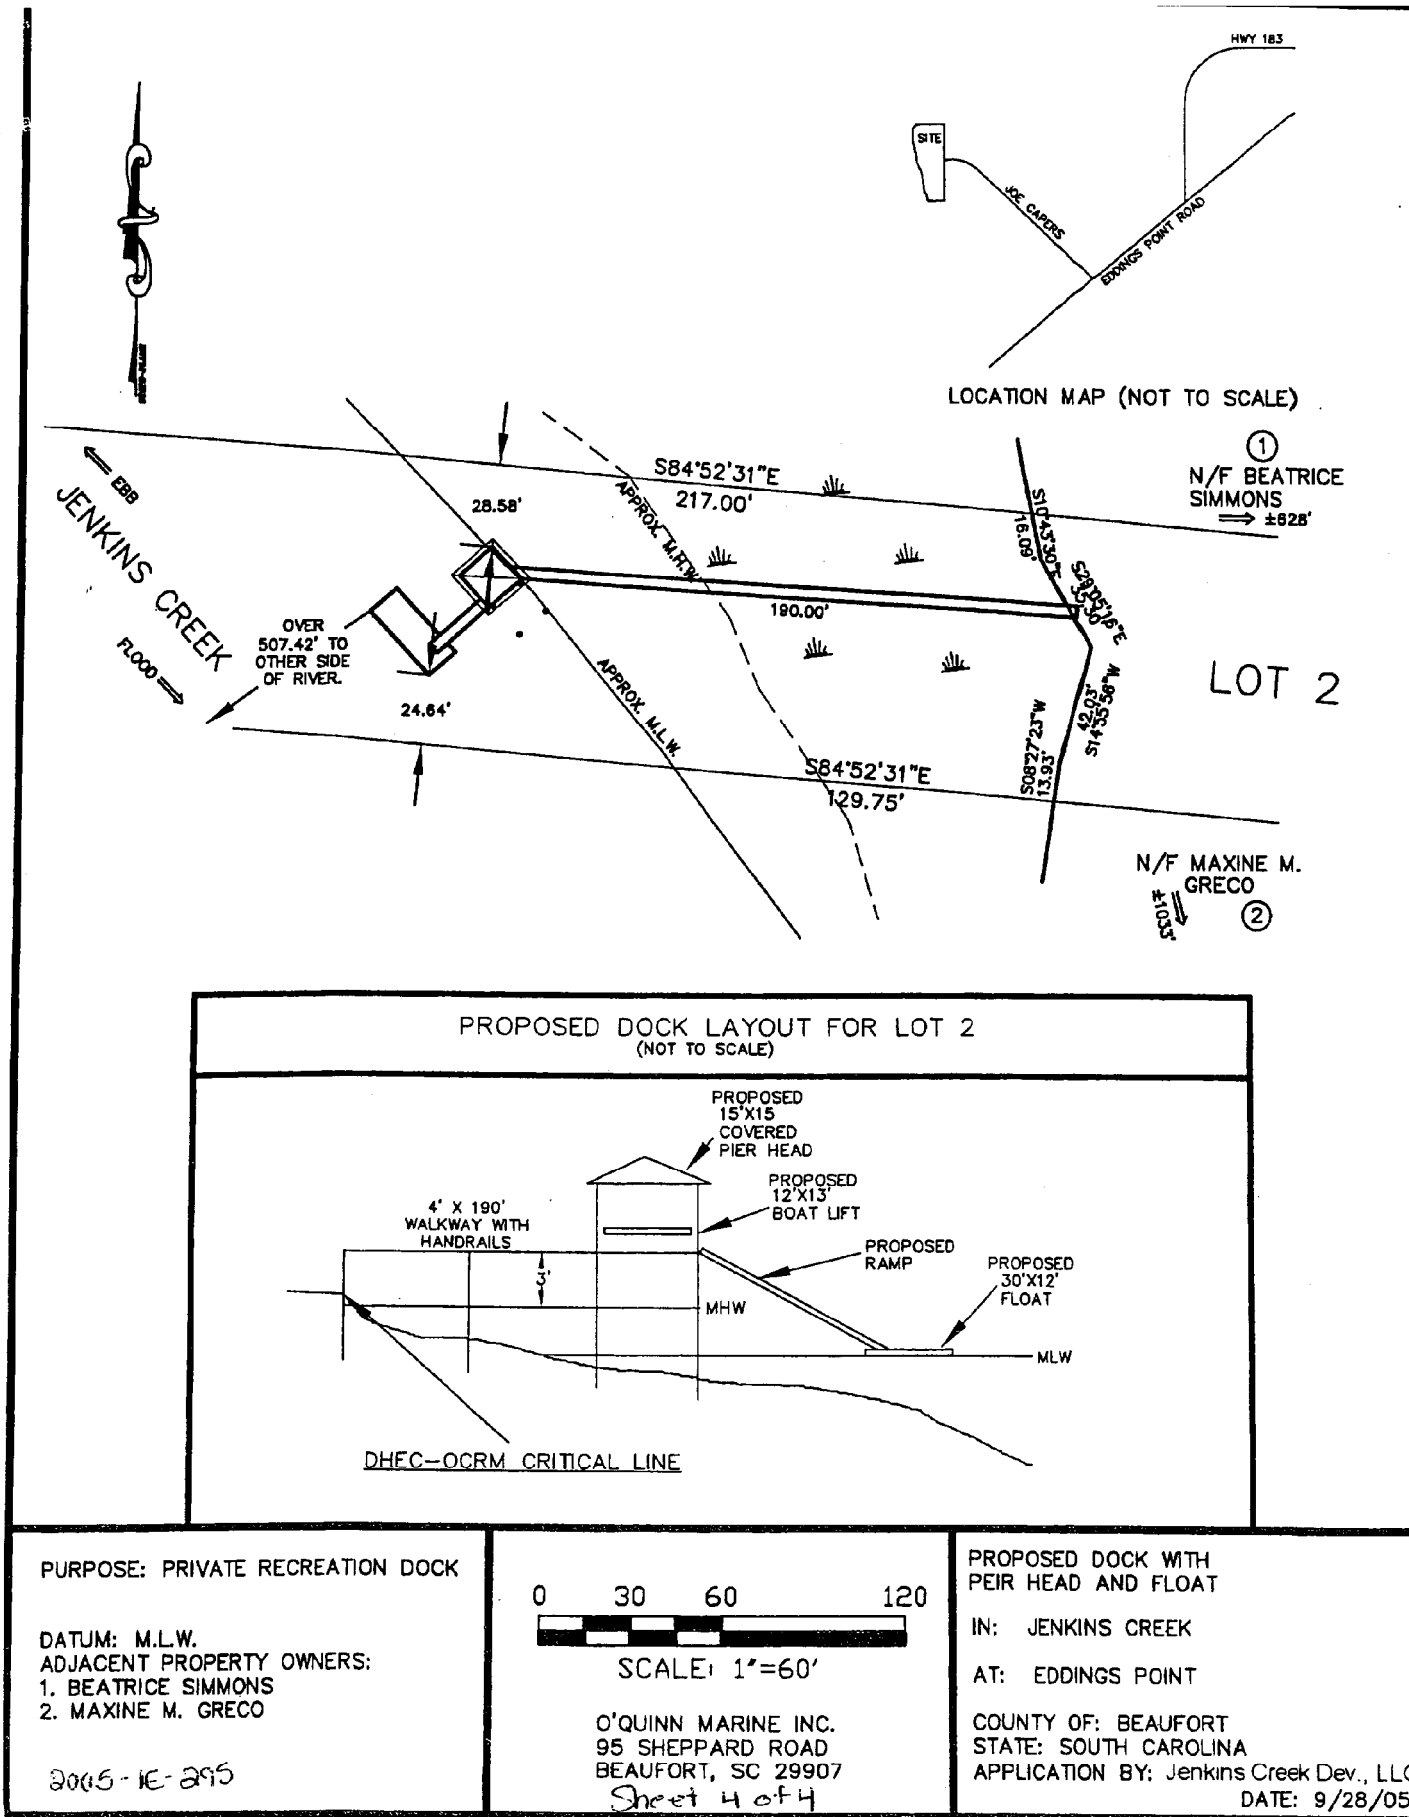 HWY 183
SITE
JOE CAPERS
EDDINGS POINT ROAD
LOCATION MAP (NOT TO SCALE)
1
N/F BEATRICE
SIMMONS
±628'
EBB
JENKINS CREEK
FLOOD
28.58'
S84°52'31"E
217.00'
APPROX. M.H.W.
S10°43'30"E
16.09'
S29°05'16"E
35.30'
190.00'
OVER
507.42' TO
OTHER SIDE
OF RIVER.
24.64'
APPROX. M.L.W.
LOT 2
42.03'
S14°55'56"W
S08°27'23"W
13.93'
S84°52'31"E
129.75'
N/F MAXINE M.
GRECO
±1033'
2
PROPOSED DOCK LAYOUT FOR LOT 2
(NOT TO SCALE)
PROPOSED
15'X15
COVERED
PIER HEAD
PROPOSED
12'X13'
BOAT LIFT
4' X 190'
WALKWAY WITH
HANDRAILS
PROPOSED
RAMP
PROPOSED
30'X12'
FLOAT
3'
MHW
MLW
DHEC-OCRM CRITICAL LINE
PURPOSE: PRIVATE RECREATION DOCK
DATUM: M.L.W.
ADJACENT PROPERTY OWNERS:
1. BEATRICE SIMMONS
2. MAXINE M. GRECO
2005-1E-295
0 30 60 120
SCALE: 1"=60'
O'QUINN MARINE INC.
95 SHEPPARD ROAD
BEAUFORT, SC 29907
Sheet 4 of 4
PROPOSED DOCK WITH
PEIR HEAD AND FLOAT
IN: JENKINS CREEK
AT: EDDINGS POINT
COUNTY OF: BEAUFORT
STATE: SOUTH CAROLINA
APPLICATION BY: Jenkins Creek Dev., LLC
DATE: 9/28/05